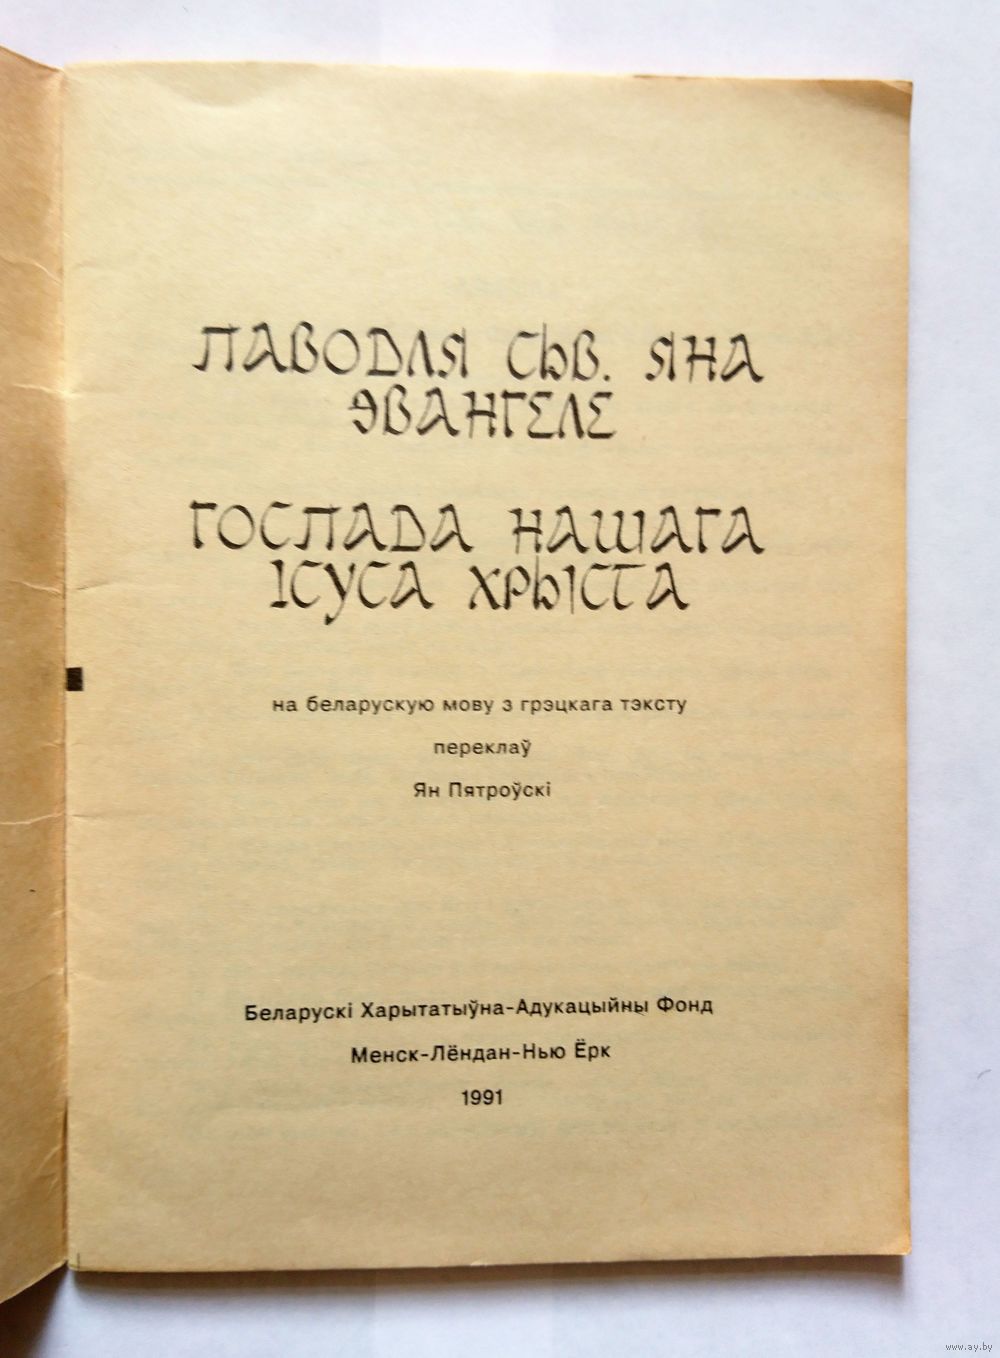 ПАВОДЛЯ СЬВ. ЯНА
ЭВАНГЕЛЕ
ГОСПАДА НАШАГА
ІСУСА ХРЫСТА
на беларускую мову з грэцкага тэксту
пераклаў
Ян Пятроўскі
Беларускі Харытатыўна-Адукацыйны Фонд
Менск-Лёндан-Нью Ёрк
1991
www.ay.by